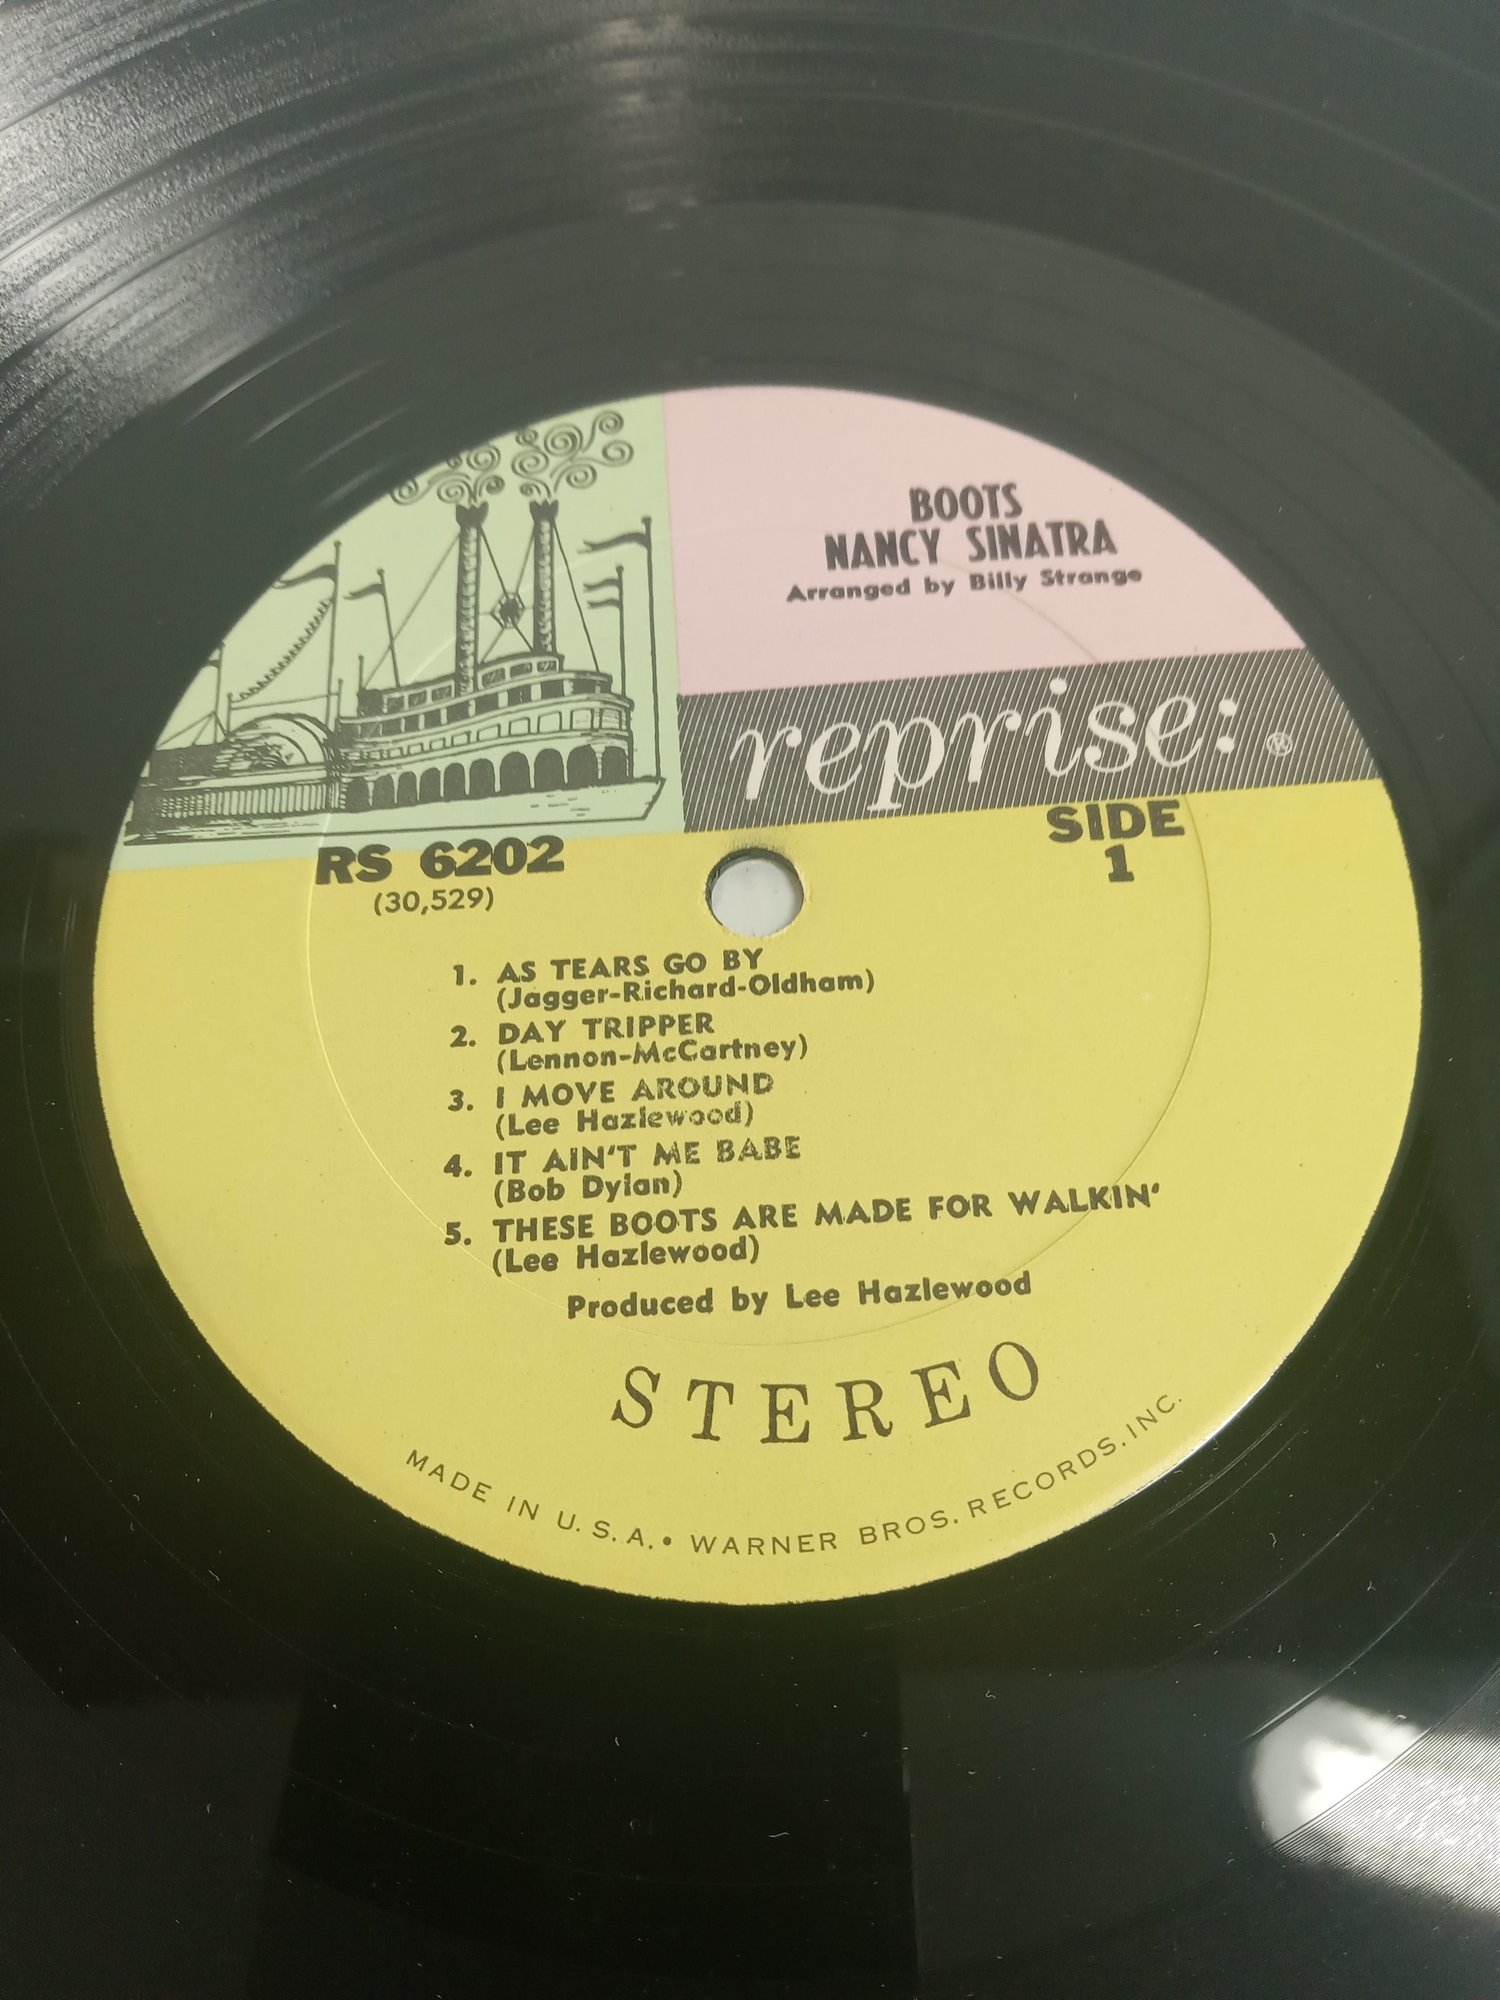 BOOTS
NANCY SINATRA
Arranged by Billy Strange
reprise: ®
RS 6202
(30,529)
SIDE
1
1. AS TEARS GO BY
(Jagger-Richard-Oldham)
2. DAY TRIPPER
(Lennon-McCartney)
3. I MOVE AROUND
(Lee Hazlewood)
4. IT AIN'T ME BABE
(Bob Dylan)
5. THESE BOOTS ARE MADE FOR WALKIN'
(Lee Hazlewood)
Produced by Lee Hazlewood
STEREO
MADE IN U.S.A. • WARNER BROS. RECORDS, INC.